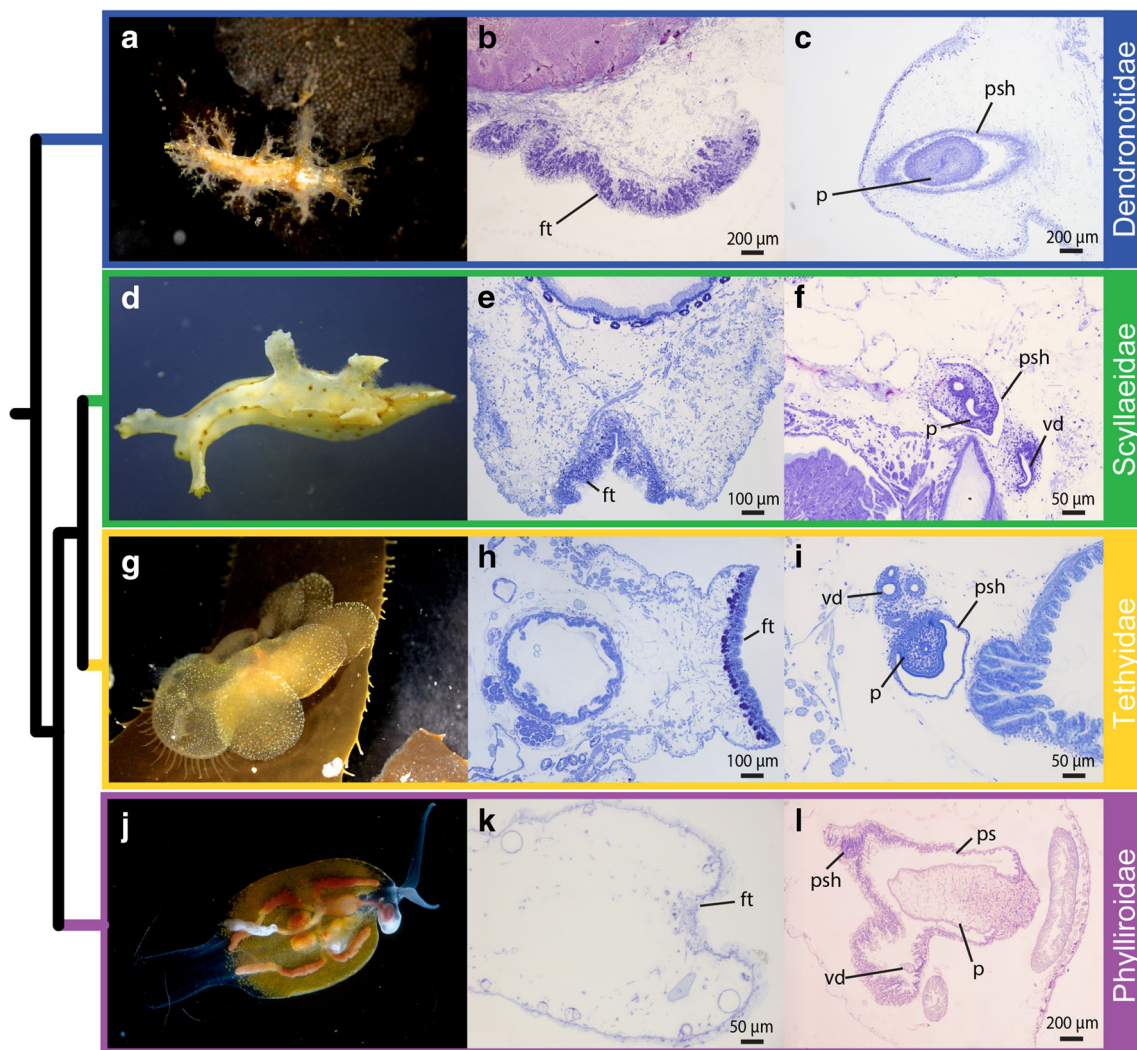 a
b
ft
200 µm
c
psh
p
200 µm
Dendronotidae
d
e
ft
100 µm
f
psh
p
vd
50 µm
Scyllaeidae
g
h
ft
100 µm
i
vd
psh
p
50 µm
Tethyidae
j
k
ft
50 µm
l
ps
psh
vd
p
200 µm
Phylliroidae